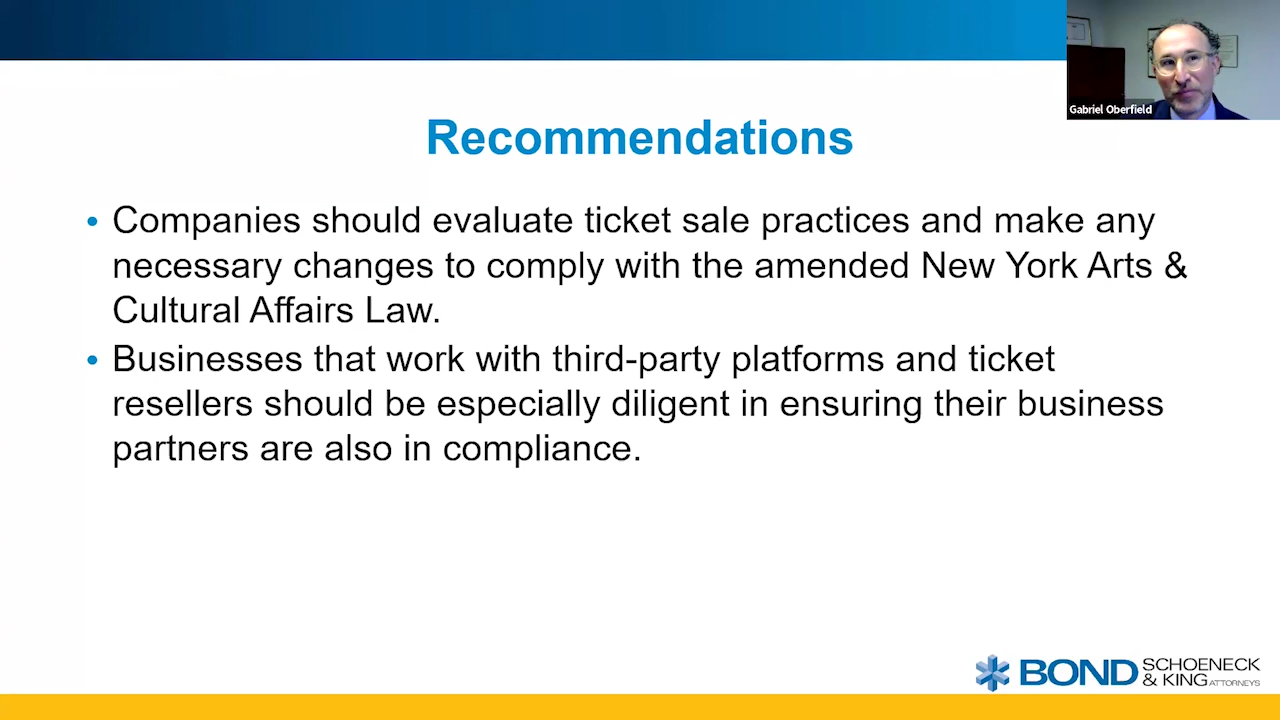 Gabriel Oberfield
Recommendations
• Companies should evaluate ticket sale practices and make any
necessary changes to comply with the amended New York Arts &
Cultural Affairs Law.
• Businesses that work with third-party platforms and ticket
resellers should be especially diligent in ensuring their business
partners are also in compliance.
BOND SCHOENECK
& KING ATTORNEYS